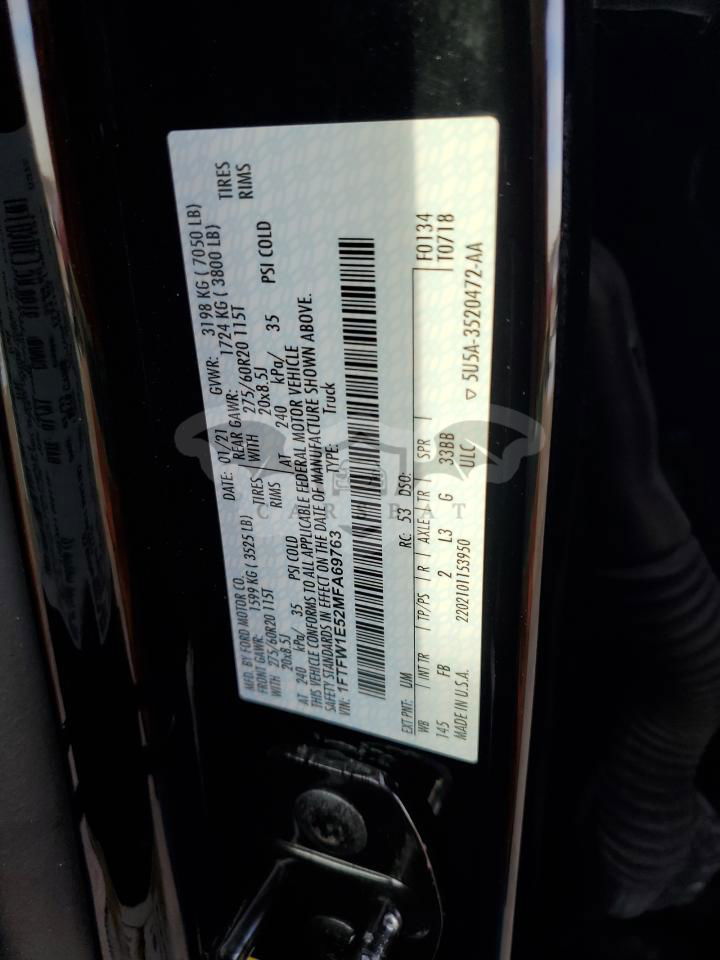 MFD. BY FORD MOTOR CO. DATE: 01/21 GVWR: 3198 KG ( 7050 LB)
FRONT GAWR: 1599 KG ( 3525 LB) REAR GAWR: 1724 KG ( 3800 LB)
WITH 275/60R20 115T TIRES WITH 275/60R20 115T TIRES
20x8.5J RIMS 20x8.5J RIMS
AT 240 kPa/ 35 PSI COLD AT 240 kPa/ 35 PSI COLD
THIS VEHICLE CONFORMS TO ALL APPLICABLE FEDERAL MOTOR VEHICLE
SAFETY STANDARDS IN EFFECT ON THE DATE OF MANUFACTURE SHOWN ABOVE.
VIN: 1FTFW1E52MFA69763 TYPE: Truck
EXT PNT: UM RC: 53 DSO: F0134
WB INT TR TP/PS R AXLE TR SPR T0718
145 FB 2 L3 G 33BB
MADE IN U.S.A. 2202101153950 ULC
5U5A-3520472-AA
CARSBAT